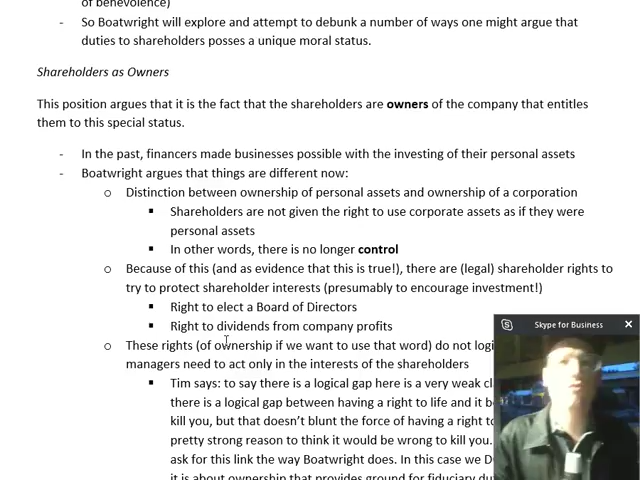 of benevolence)
- So Boatwright will explore and attempt to debunk a number of ways one might argue that
duties to shareholders posses a unique moral status.
Shareholders as Owners
This position argues that it is the fact that the shareholders are owners of the company that entitles
them to this special status.
- In the past, financers made businesses possible with the investing of their personal assets
- Boatwright argues that things are different now:
o Distinction between ownership of personal assets and ownership of a corporation
▪ Shareholders are not given the right to use corporate assets as if they were
personal assets
▪ In other words, there is no longer control
o Because of this (and as evidence that this is true!), there are (legal) shareholder rights to
try to protect shareholder interests (presumably to encourage investment!)
▪ Right to elect a Board of Directors
▪ Right to dividends from company profits
o These rights (of ownership if we want to use that word) do not logi
managers need to act only in the interests of the shareholders
▪ Tim says: to say there is a logical gap here is a very weak cl
there is a logical gap between having a right to life and it b
kill you, but that doesn't blunt the force of having a right to
pretty strong reason to think it would be wrong to kill you.
ask for this link the way Boatwright does. In this case we D
it is about ownership that provides ground for fiduciary du
Skype for Business